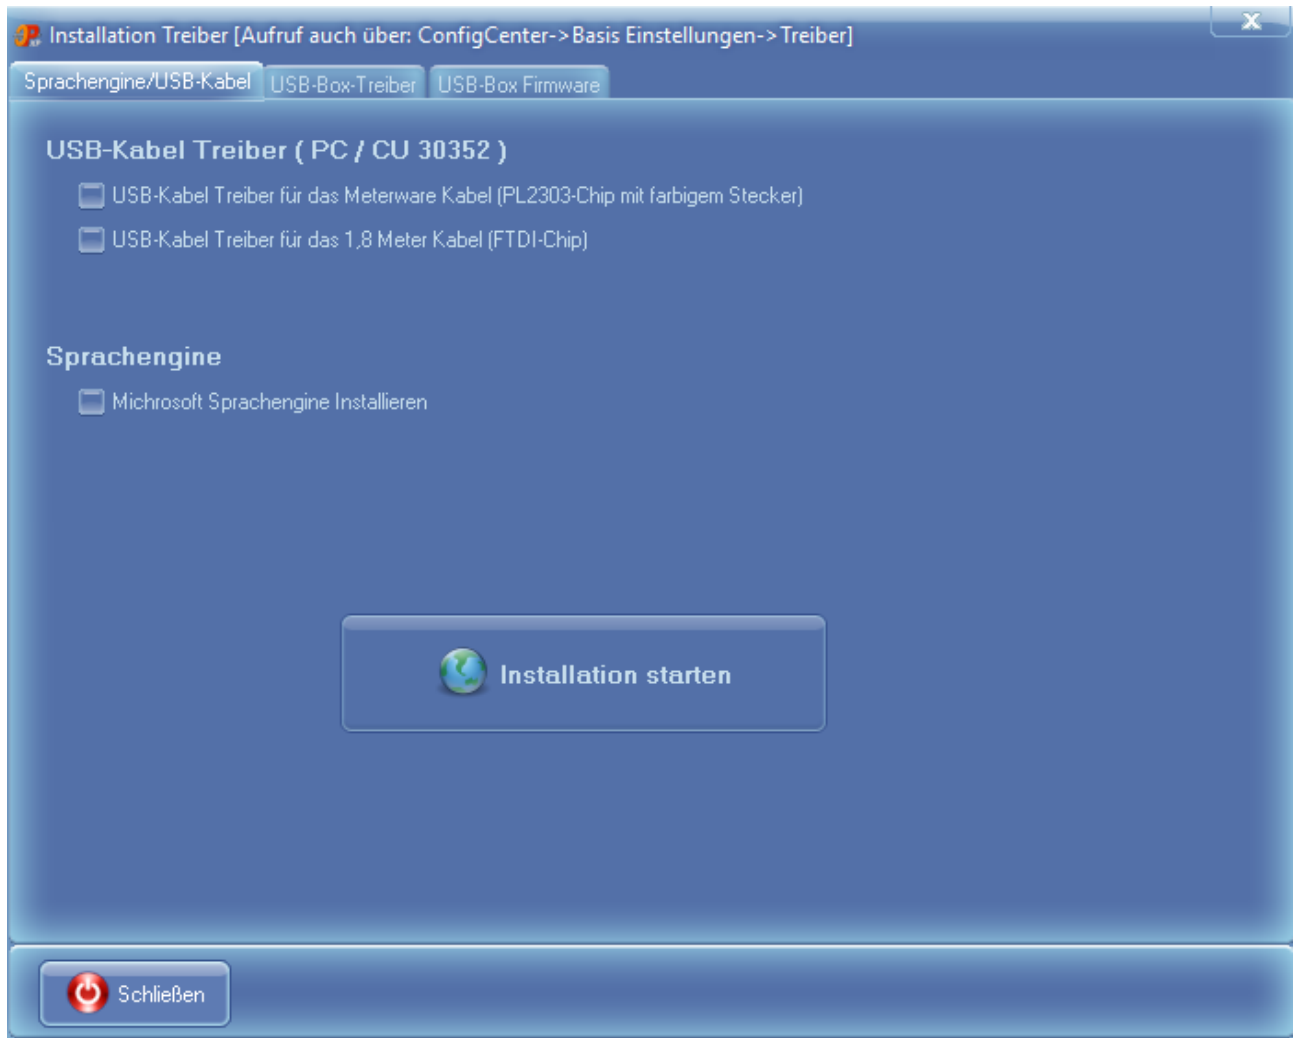 Installation Treiber [Aufruf auch über: ConfigCenter->Basis Einstellungen->Treiber]
X
Sprachengine/USB-Kabel USB-Box-Treiber USB-Box Firmware
USB-Kabel Treiber ( PC / CU 30352 )
USB-Kabel Treiber für das Meterware Kabel (PL2303-Chip mit farbigem Stecker)
USB-Kabel Treiber für das 1,8 Meter Kabel (FTDI-Chip)
Sprachengine
Michrosoft Sprachengine Installieren
Installation starten
Schließen